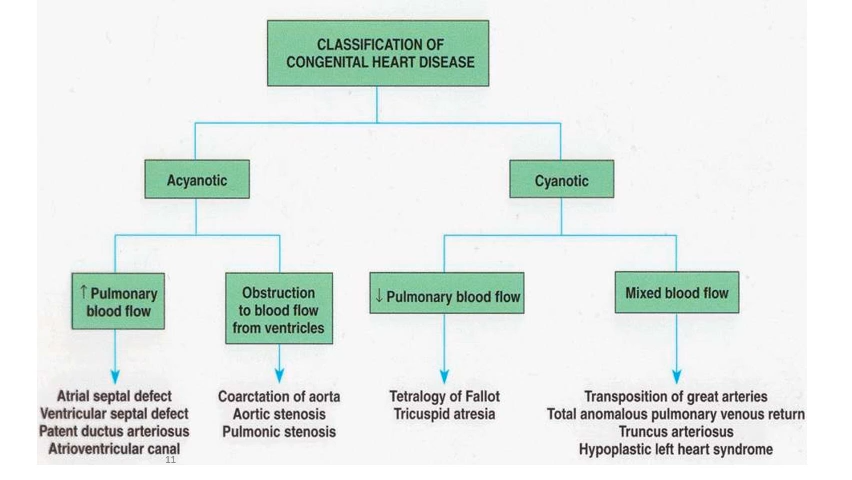 CLASSIFICATION OF
CONGENITAL HEART DISEASE
Acyanotic
Cyanotic
↑ Pulmonary
blood flow
Obstruction
to blood flow
from ventricles
↓ Pulmonary blood flow
Mixed blood flow
Atrial septal defect
Ventricular septal defect
Patent ductus arteriosus
Atrioventricular canal
Coarctation of aorta
Aortic stenosis
Pulmonic stenosis
Tetralogy of Fallot
Tricuspid atresia
Transposition of great arteries
Total anomalous pulmonary venous return
Truncus arteriosus
Hypoplastic left heart syndrome
11